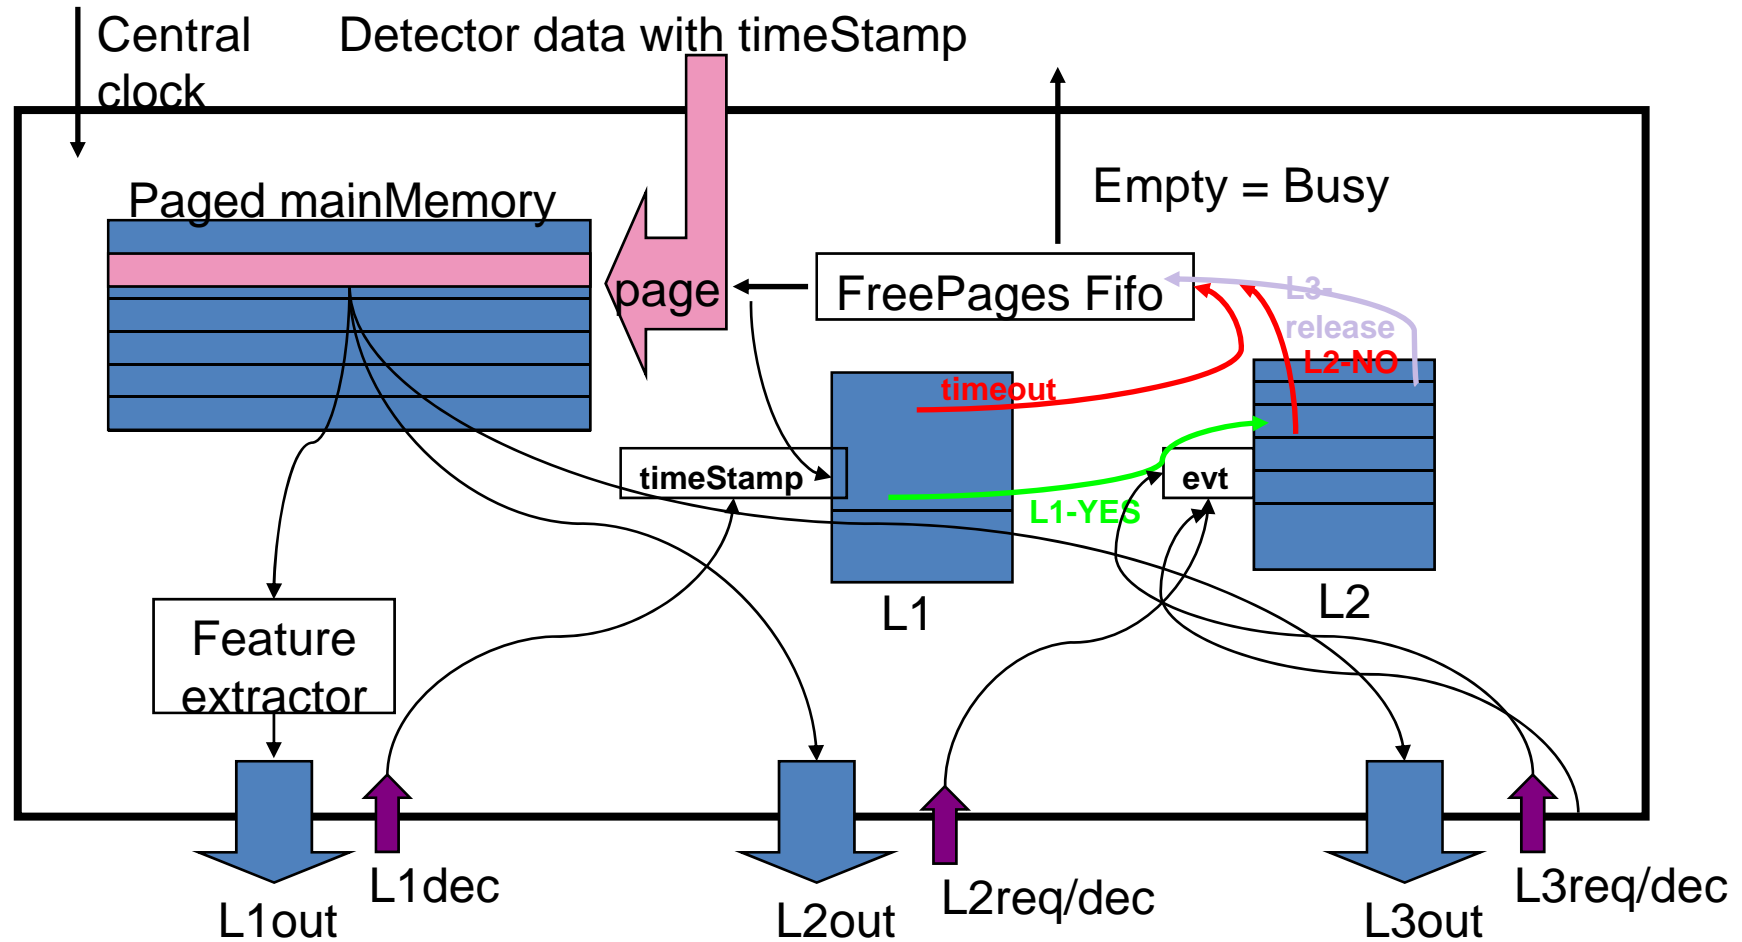 Central
clock
Detector data with timeStamp
Empty = Busy
Paged mainMemory
page
FreePages Fifo
L3-
release
L2-NO
timeout
timeStamp
evt
L1-YES
L1
L2
Feature
extractor
L1dec
L1out
L2req/dec
L2out
L3req/dec
L3out